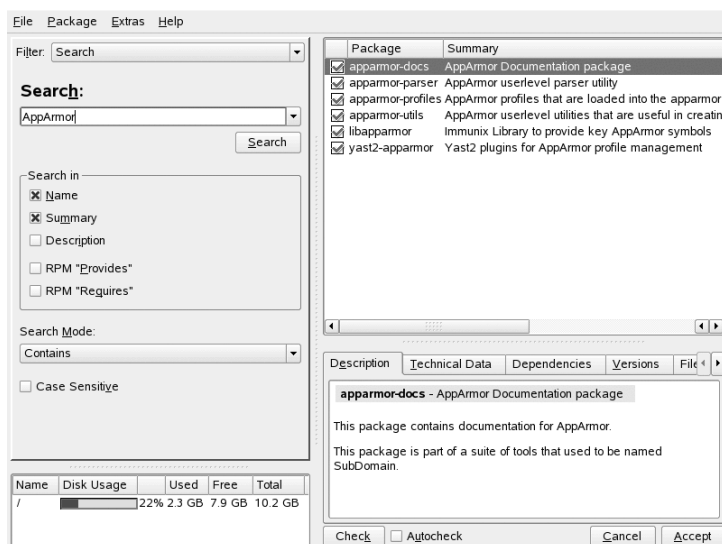 File Package Extras Help
Filter: Search
Search:
AppArmor
Search
Search in
Name
Summary
Description
RPM "Provides"
RPM "Requires"
Search Mode:
Contains
Case Sensitive
Name Disk Usage Used Free Total
/ 22% 2.3 GB 7.9 GB 10.2 GB
Package Summary
apparmor-docs AppArmor Documentation package
apparmor-parser AppArmor userlevel parser utility
apparmor-profiles AppArmor profiles that are loaded into the apparmor
apparmor-utils AppArmor userlevel utilities that are useful in creatin
libapparmor Immunix Library to provide key AppArmor symbols
yast2-apparmor Yast2 plugins for AppArmor profile management
Description Technical Data Dependencies Versions File
apparmor-docs - AppArmor Documentation package
This package contains documentation for AppArmor.
This package is part of a suite of tools that used to be named
SubDomain.
Check Autocheck Cancel Accept